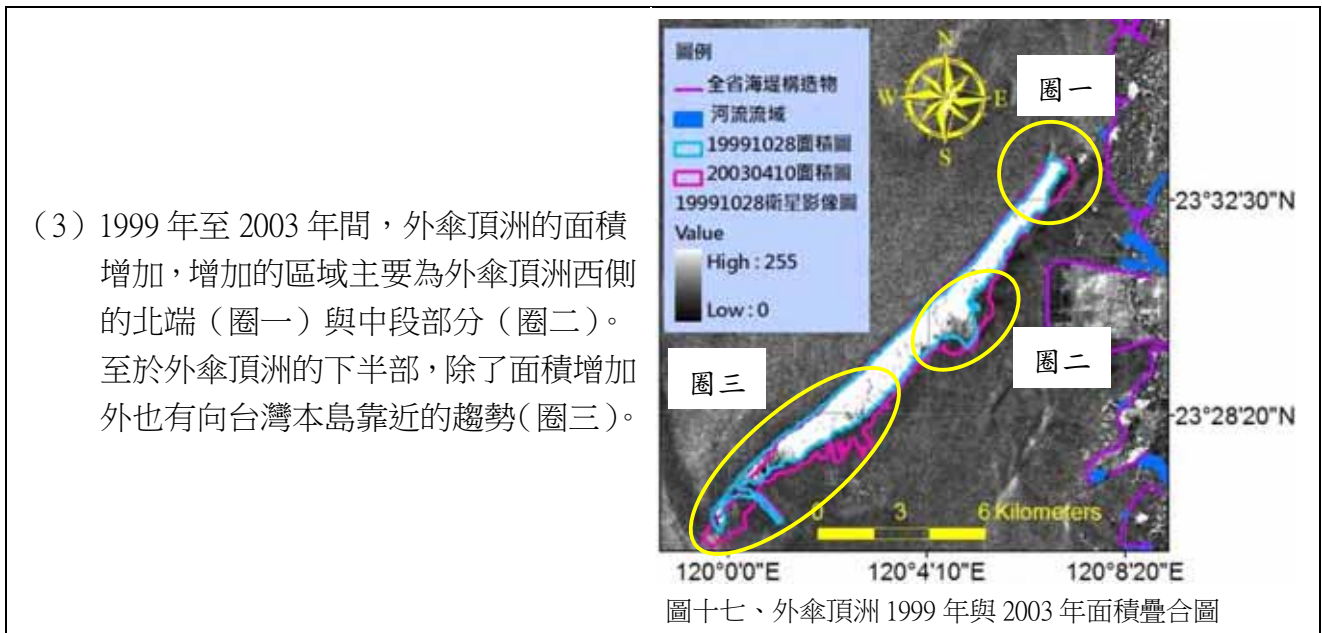 （3）1999 年至 2003 年間，外傘頂洲的面積
增加，增加的區域主要為外傘頂洲西側
的北端（圈一）與中段部分（圈二）。
至於外傘頂洲的下半部，除了面積增加
外也有向台灣本島靠近的趨勢（圈三）。
圖例
全省海堤構造物
河流流域
19991028面積圖
20030410面積圖
19991028衛星影像圖
Value
High : 255
Low : 0
N
W
E
S
圈一
圈二
圈三
23°32'30"N
23°28'20"N
0 3 6 Kilometers
120°0'0"E 120°4'10"E 120°8'20"E
圖十七、外傘頂洲 1999 年與 2003 年面積疊合圖